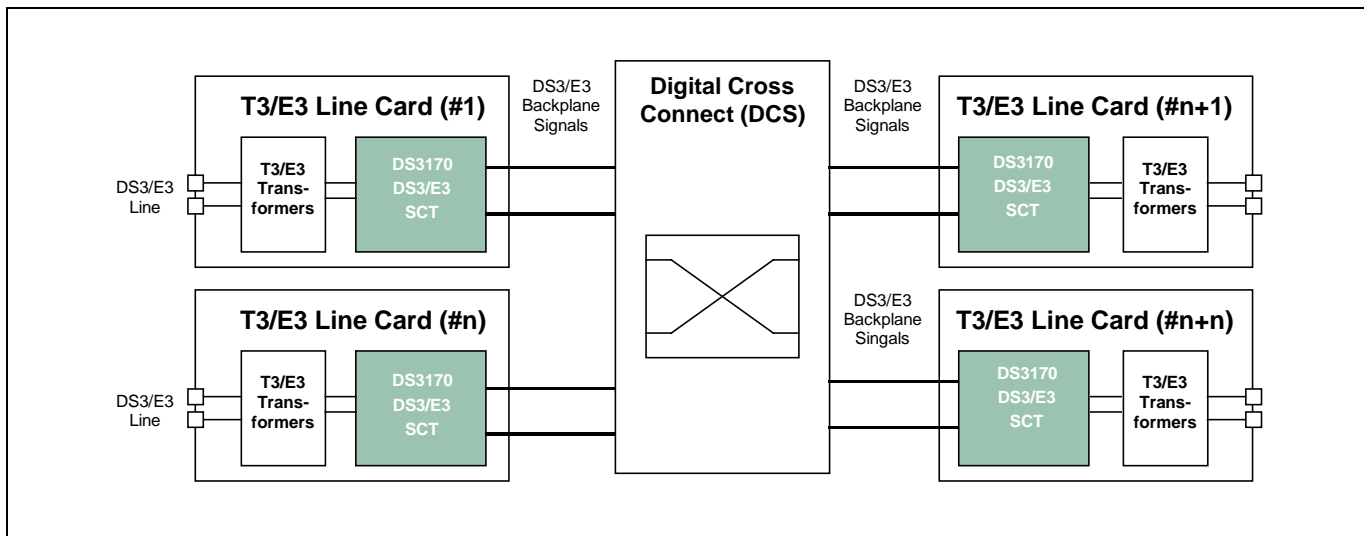 T3/E3 Line Card (#1)
DS3/E3
Line
T3/E3
Trans-
formers
DS3170
DS3/E3
SCT
DS3/E3
Backplane
Signals
Digital Cross
Connect (DCS)
DS3/E3
Backplane
Signals
T3/E3 Line Card (#n+1)
DS3170
DS3/E3
SCT
T3/E3
Trans-
formers
T3/E3 Line Card (#n)
DS3/E3
Line
T3/E3
Trans-
formers
DS3170
DS3/E3
SCT
DS3/E3
Backplane
Singals
T3/E3 Line Card (#n+n)
DS3170
DS3/E3
SCT
T3/E3
Trans-
formers